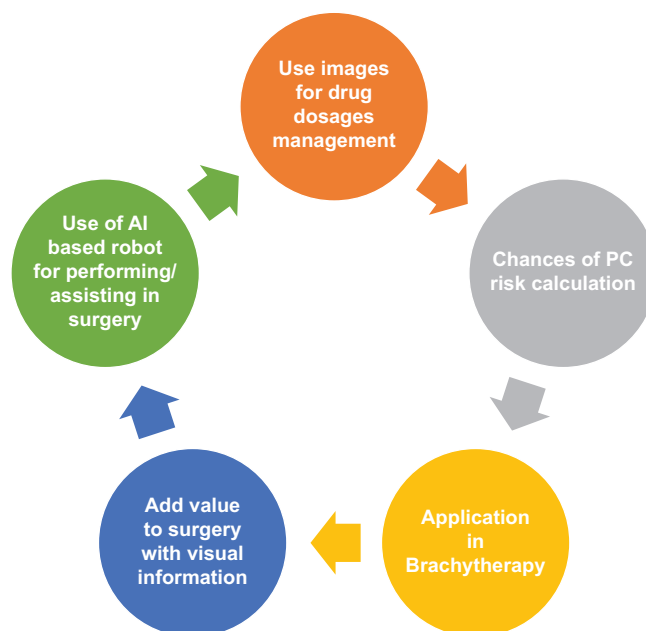 Use images
for drug
dosages
management
Chances of PC
risk calculation
Application
in
Brachytherapy
Add value
to surgery
with visual
information
Use of AI
based robot
for performing/
assisting in
surgery